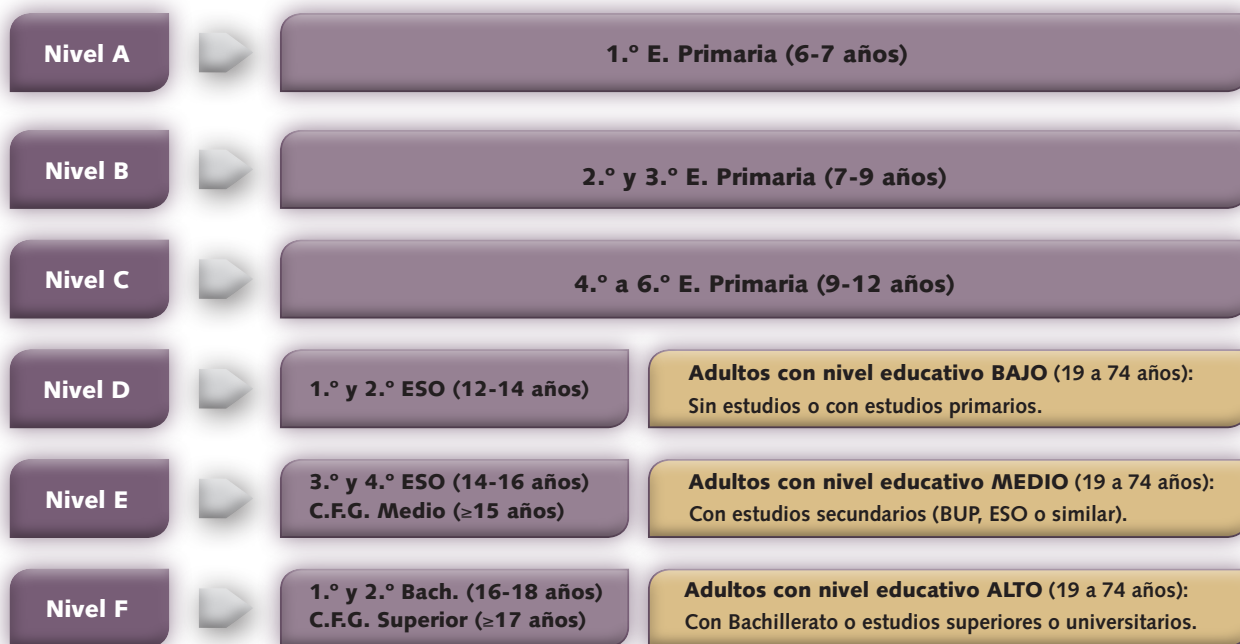 Nivel A
1.º E. Primaria (6-7 años)
Nivel B
2.º y 3.º E. Primaria (7-9 años)
Nivel C
4.º a 6.º E. Primaria (9-12 años)
Nivel D
1.º y 2.º ESO (12-14 años)
Adultos con nivel educativo BAJO (19 a 74 años):
Sin estudios o con estudios primarios.
Nivel E
3.º y 4.º ESO (14-16 años)
C.F.G. Medio (≥15 años)
Adultos con nivel educativo MEDIO (19 a 74 años):
Con estudios secundarios (BUP, ESO o similar).
Nivel F
1.º y 2.º Bach. (16-18 años)
C.F.G. Superior (≥17 años)
Adultos con nivel educativo ALTO (19 a 74 años):
Con Bachillerato o estudios superiores o universitarios.